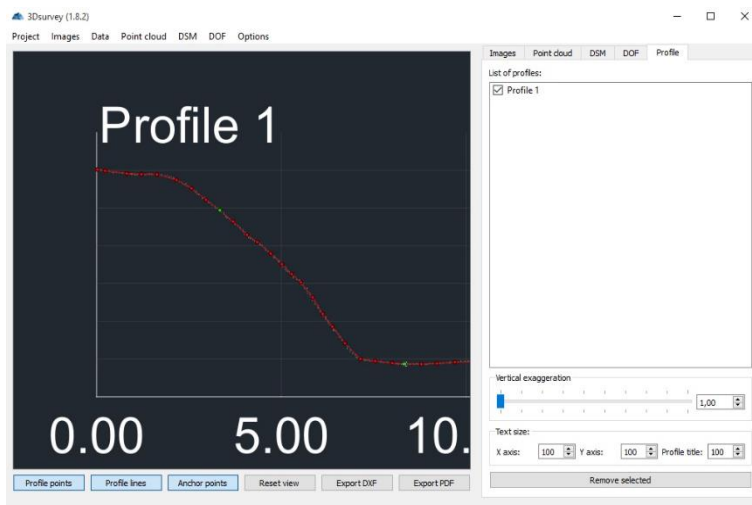 3Dsurvey (1.8.2)
Project Images Data Point cloud DSM DOF Options
Images Point cloud DSM DOF Profile
List of profiles:
Profile 1
Profile 1
Vertical exaggeration
1,00
0.00 5.00 10.
Text size:
X axis: 100 Y axis: 100 Profile title: 100
Remove selected
Profile points Profile lines Anchor points Reset view Export DXF Export PDF